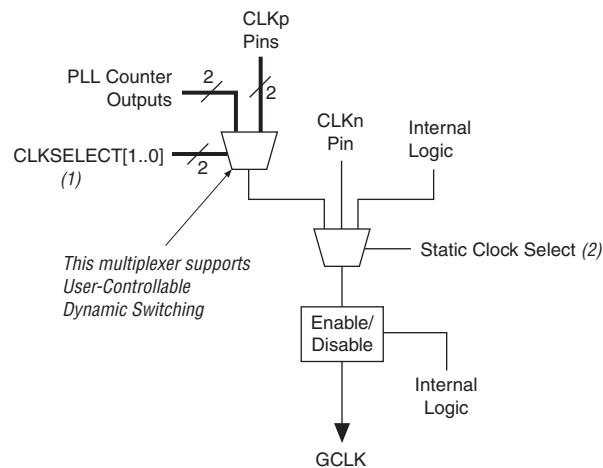 CLKp
Pins
PLL Counter
Outputs
2
2
CLKSELECT[1..0]
(1)
2
CLKn
Pin
Internal
Logic
This multiplexer supports
User-Controllable
Dynamic Switching
Static Clock Select (2)
Enable/
Disable
Internal
Logic
GCLK